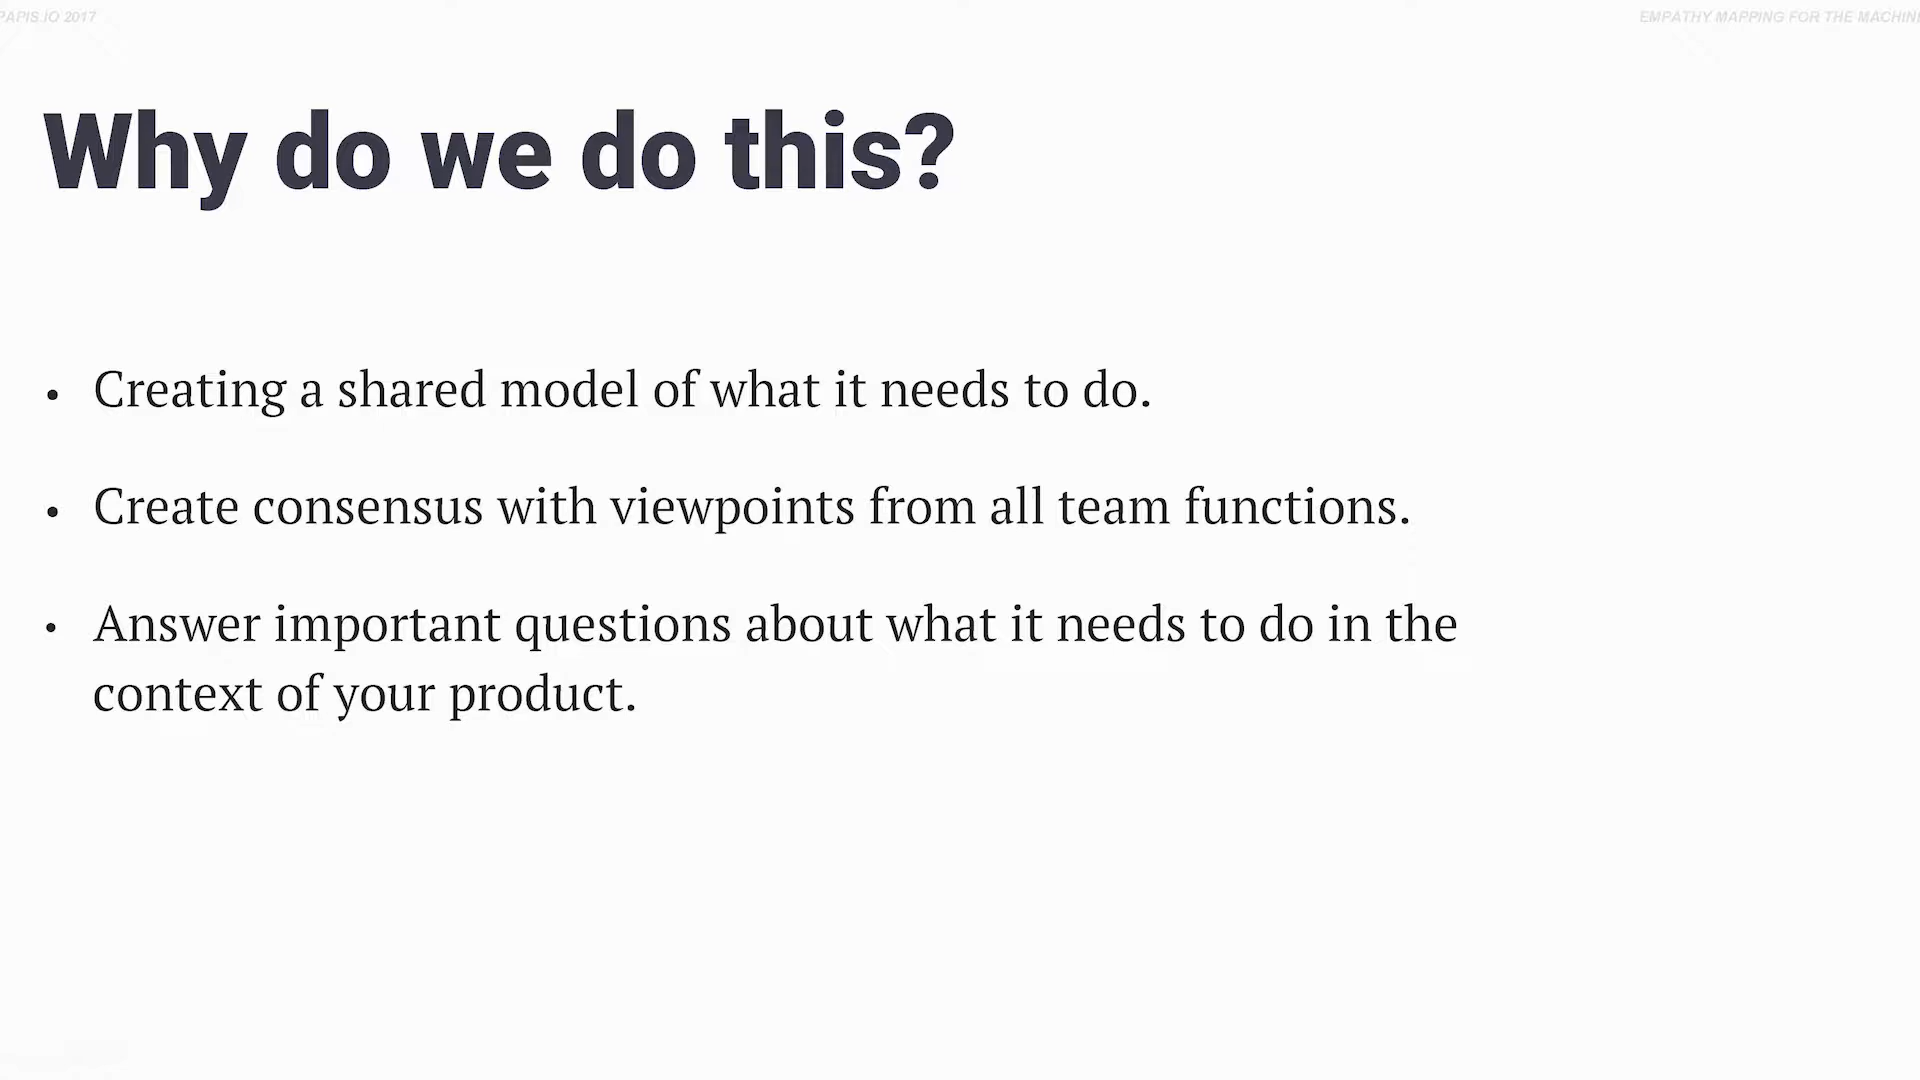 PAPIS.IO 2017
EMPATHY MAPPING FOR THE MACHIN
Why do we do this?
• Creating a shared model of what it needs to do.
• Create consensus with viewpoints from all team functions.
• Answer important questions about what it needs to do in the
context of your product.